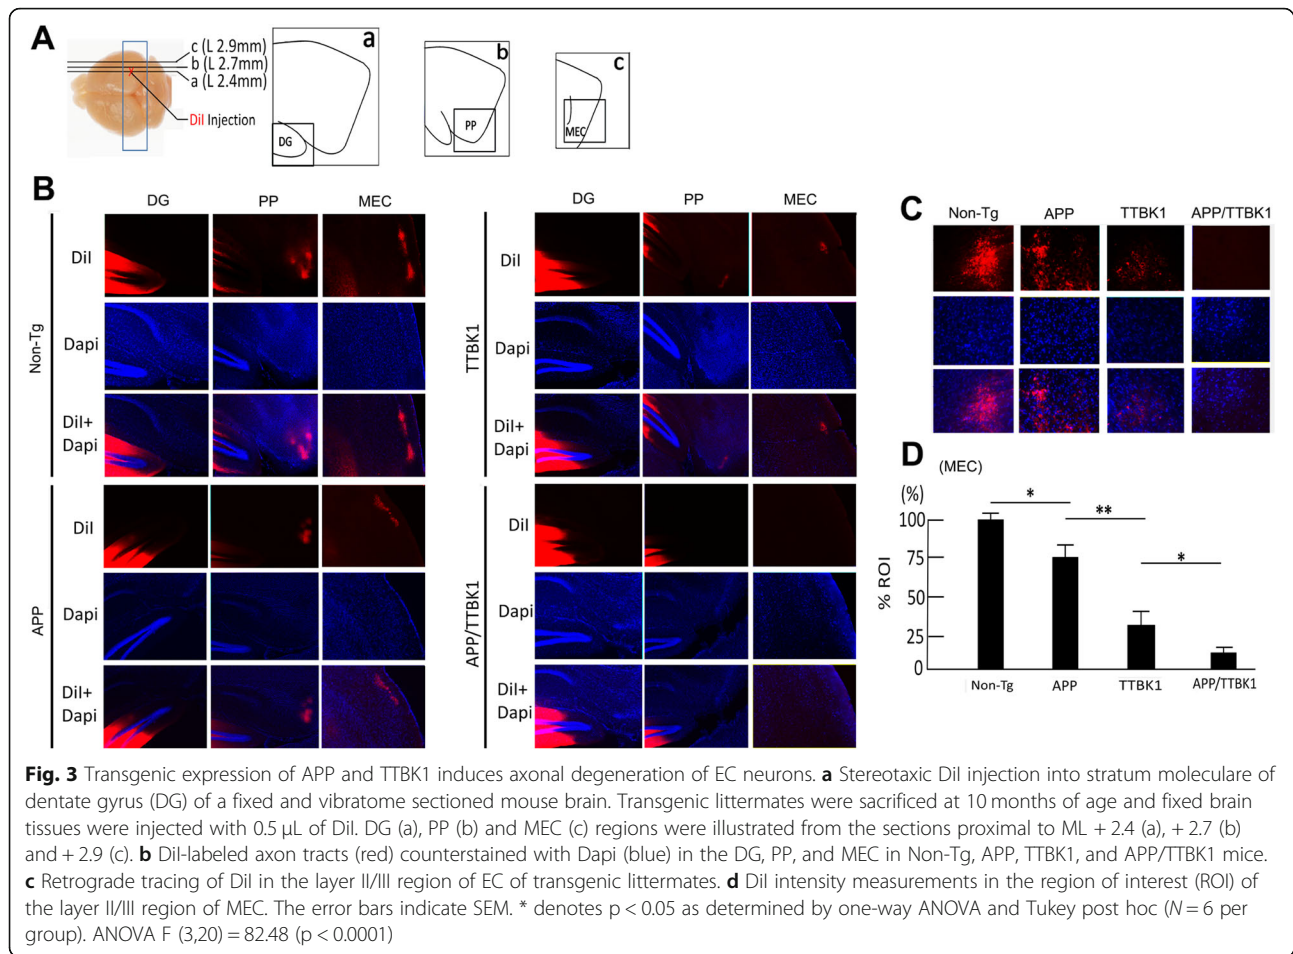 A
c (L 2.9mm)
b (L 2.7mm)
a (L 2.4mm)
DiI Injection
a
DG
b
PP
c
MEC
B
DG PP MEC
Non-Tg
DiI
Dapi
DiI+
Dapi
DG PP MEC
TTBK1
DiI
Dapi
DiI+
Dapi
APP
DiI
Dapi
DiI+
Dapi
APP/TTBK1
DiI
Dapi
DiI+
Dapi
C
Non-Tg APP TTBK1 APP/TTBK1
D (MEC)
(%)
% ROI
100
75
50
25
0
* ** *
Non-Tg APP TTBK1 APP/TTBK1
Fig. 3 Transgenic expression of APP and TTBK1 induces axonal degeneration of EC neurons. a Stereotaxic DiI injection into stratum moleculare of
dentate gyrus (DG) of a fixed and vibratome sectioned mouse brain. Transgenic littermates were sacrificed at 10 months of age and fixed brain
tissues were injected with 0.5 μL of DiI. DG (a), PP (b) and MEC (c) regions were illustrated from the sections proximal to ML + 2.4 (a), + 2.7 (b)
and + 2.9 (c). b DiI-labeled axon tracts (red) counterstained with Dapi (blue) in the DG, PP, and MEC in Non-Tg, APP, TTBK1, and APP/TTBK1 mice.
c Retrograde tracing of DiI in the layer II/III region of EC of transgenic littermates. d DiI intensity measurements in the region of interest (ROI) of
the layer II/III region of MEC. The error bars indicate SEM. * denotes p < 0.05 as determined by one-way ANOVA and Tukey post hoc (N = 6 per
group). ANOVA F (3,20) = 82.48 (p < 0.0001)